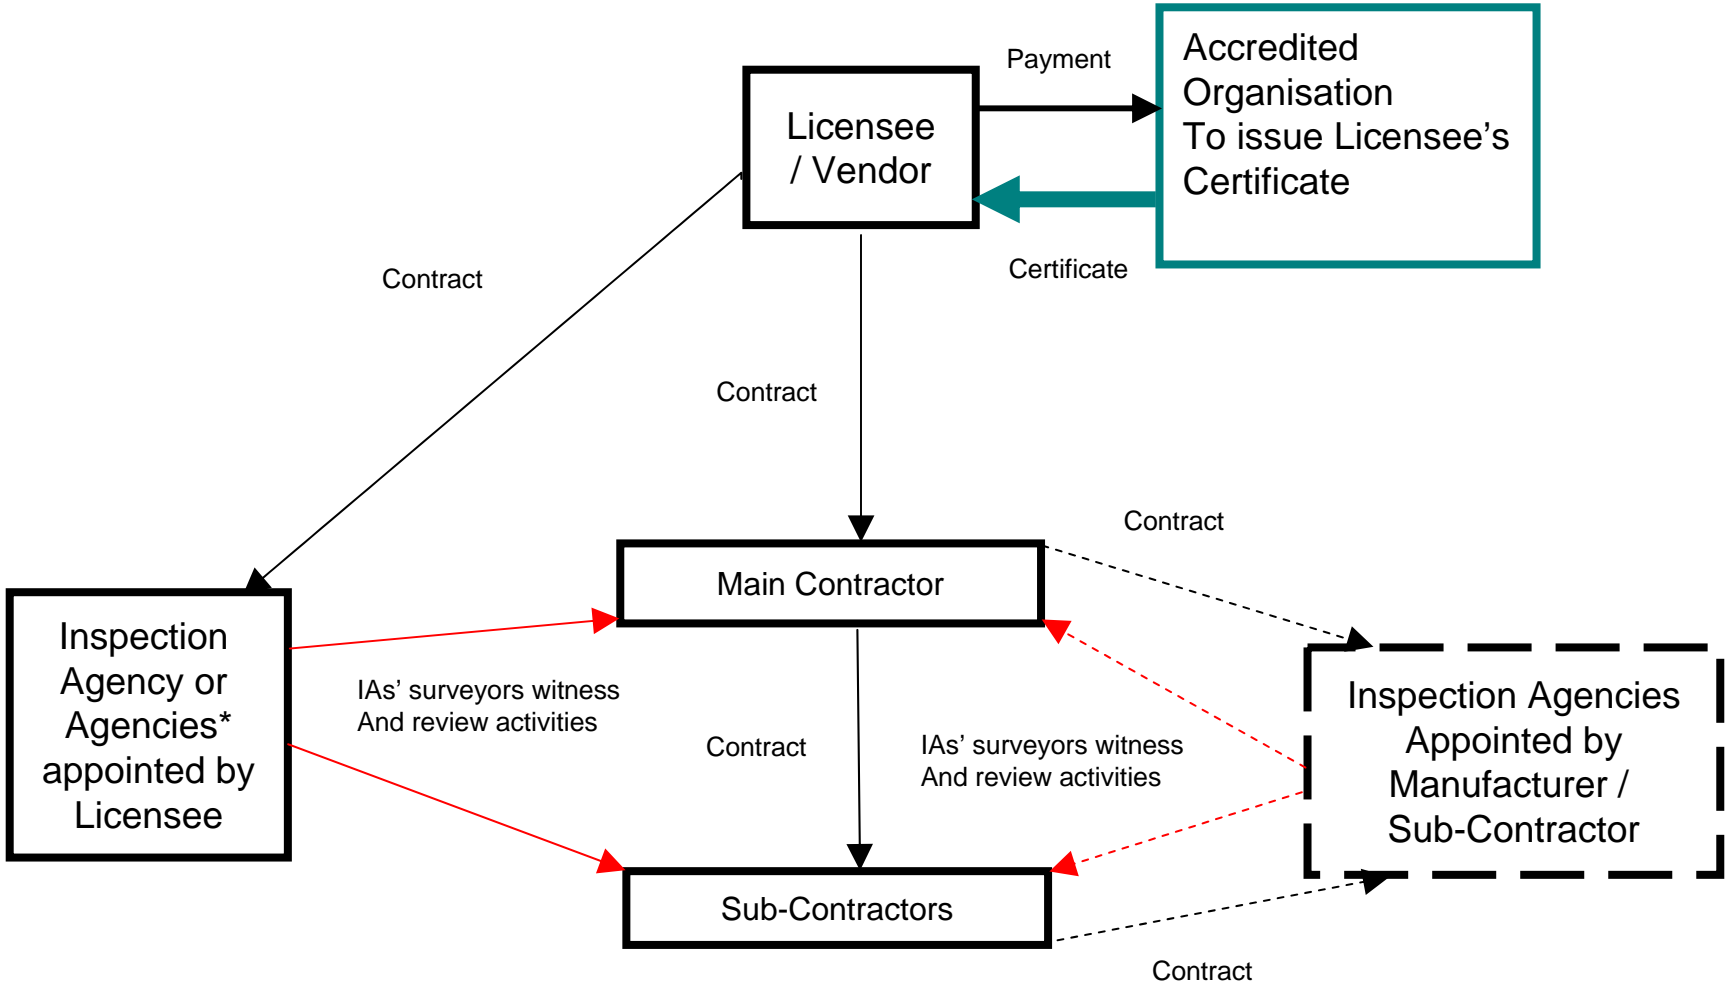 Payment
Accredited
Organisation
To issue Licensee’s
Certificate
Licensee
/ Vendor
Certificate
Contract
Contract
Contract
Main Contractor
Inspection
Agency or
Agencies*
appointed by
Licensee
IAs’ surveyors witness
And review activities
Contract
IAs’ surveyors witness
And review activities
Inspection Agencies
Appointed by
Manufacturer /
Sub-Contractor
Sub-Contractors
Contract